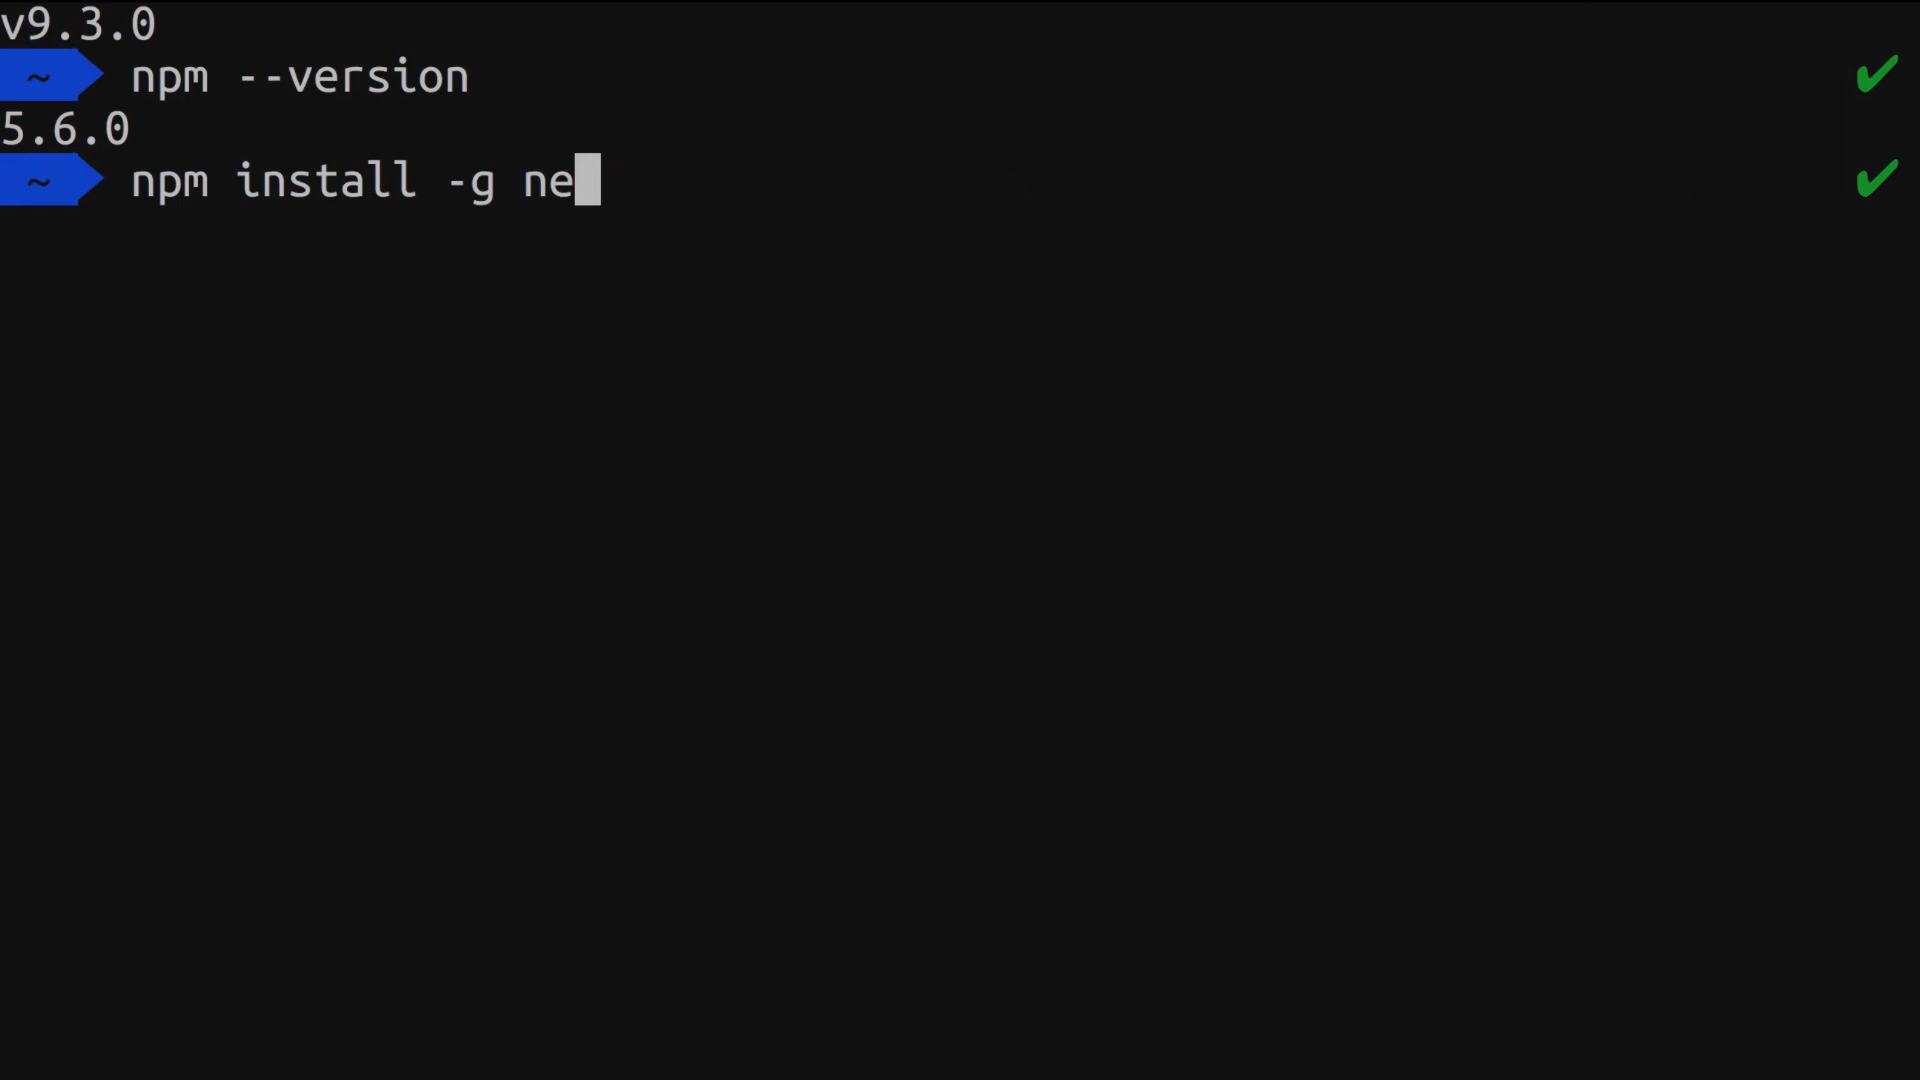 v9.3.0
~ npm --version ✔
5.6.0
~ npm install -g ne ✔